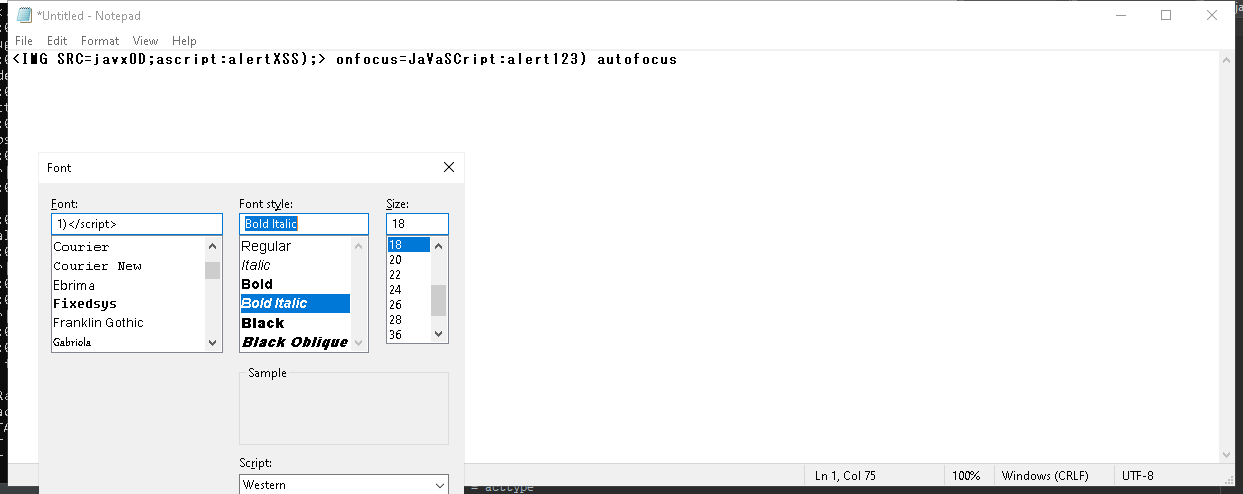 *Untitled - Notepad
File Edit Format View Help
<IMG SRC=javxOD;ascript:alertXSS);> onfocus=JaVaSCript:alert123) autofocus
Font
Font: Font style: Size:
1)</script> Bold Italic 18
Courier Regular 18
Courier New Italic 20
Ebrima Bold 22
Fixedsys Bold Italic 24
Franklin Gothic Black 26
Gabriola Black Oblique 28
36
Sample
Script:
Western
Ln 1, Col 75 100% Windows (CRLF) UTF-8
= acctype